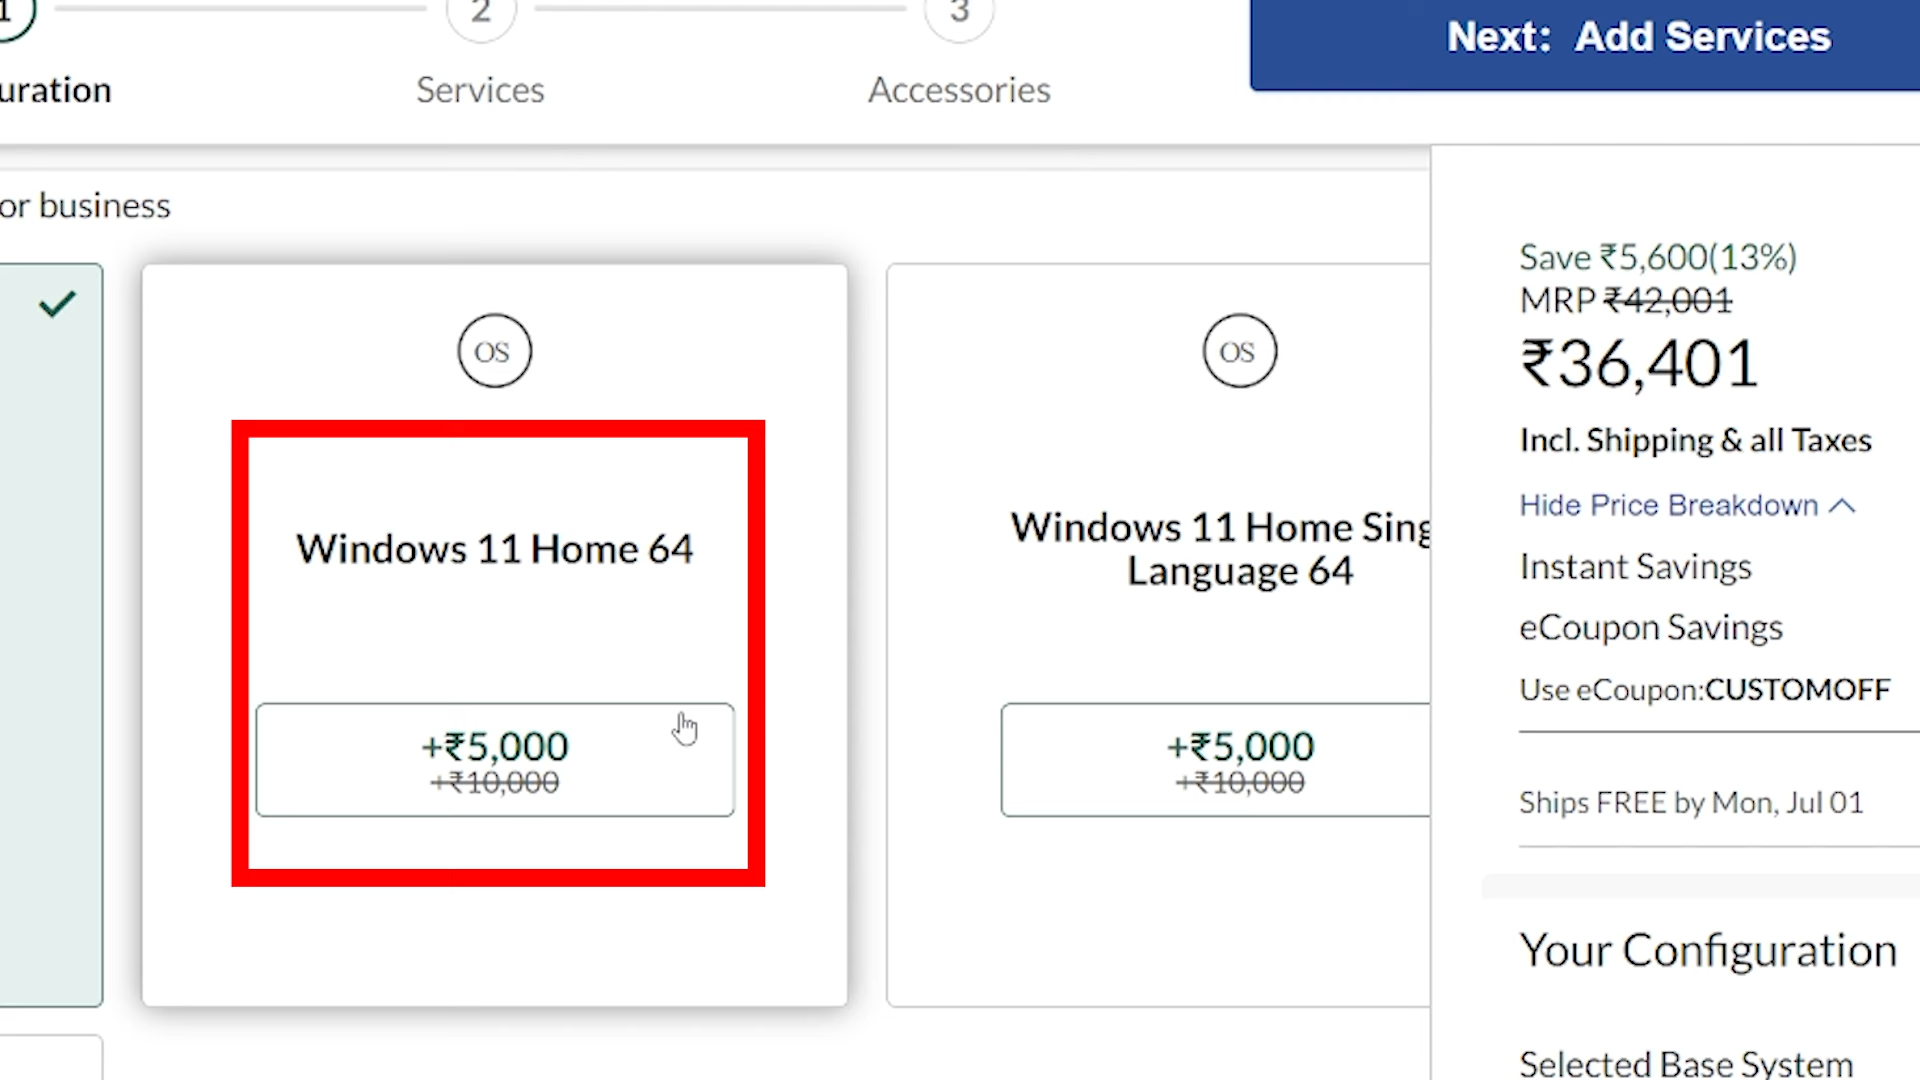 1
2
3
Next: Add Services
uration
Services
Accessories
or business
OS
Windows 11 Home 64
+₹5,000
+₹10,000
OS
Windows 11 Home Sing
Language 64
+₹5,000
+₹10,000
Save ₹5,600(13%)
MRP ₹42,001
₹36,401
Incl. Shipping & all Taxes
Hide Price Breakdown
Instant Savings
eCoupon Savings
Use eCoupon:CUSTOMOFF
Ships FREE by Mon, Jul 01
Your Configuration
Selected Base System